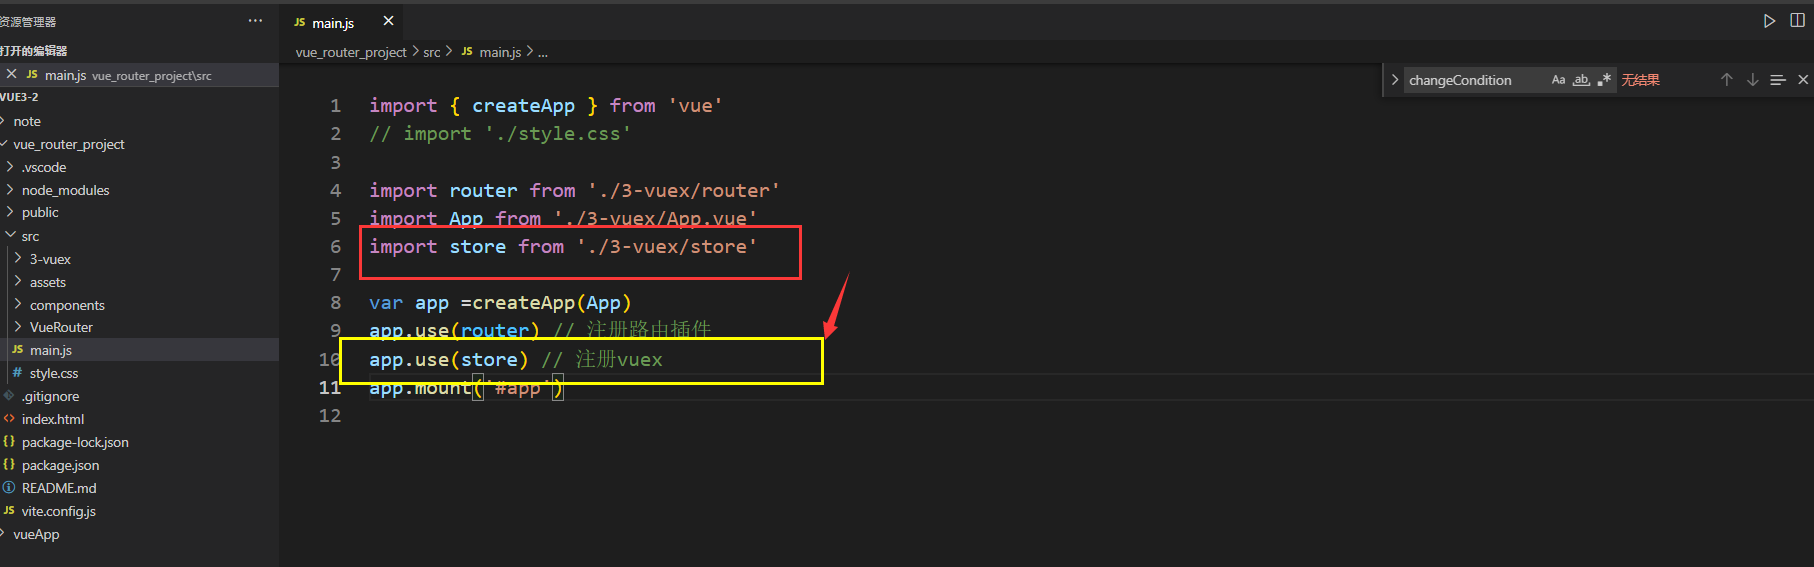 资源管理器
···
打开的编辑器
JS main.js vue_router_project\src
VUE3-2
note
vue_router_project
.vscode
node_modules
public
src
3-vuex
assets
components
VueRouter
JS main.js
# style.css
.gitignore
<> index.html
{} package-lock.json
{} package.json
README.md
JS vite.config.js
vueApp
JS main.js
vue_router_project > src > JS main.js > ...
changeCondition Aa ab 无结果
1 import { createApp } from 'vue'
2 // import './style.css'
3
4 import router from './3-vuex/router'
5 import App from './3-vuex/App.vue'
6 import store from './3-vuex/store'
7
8 var app =createApp(App)
9 app.use(router) // 注册路由插件
10 app.use(store) // 注册vuex
11 app.mount('#app')
12